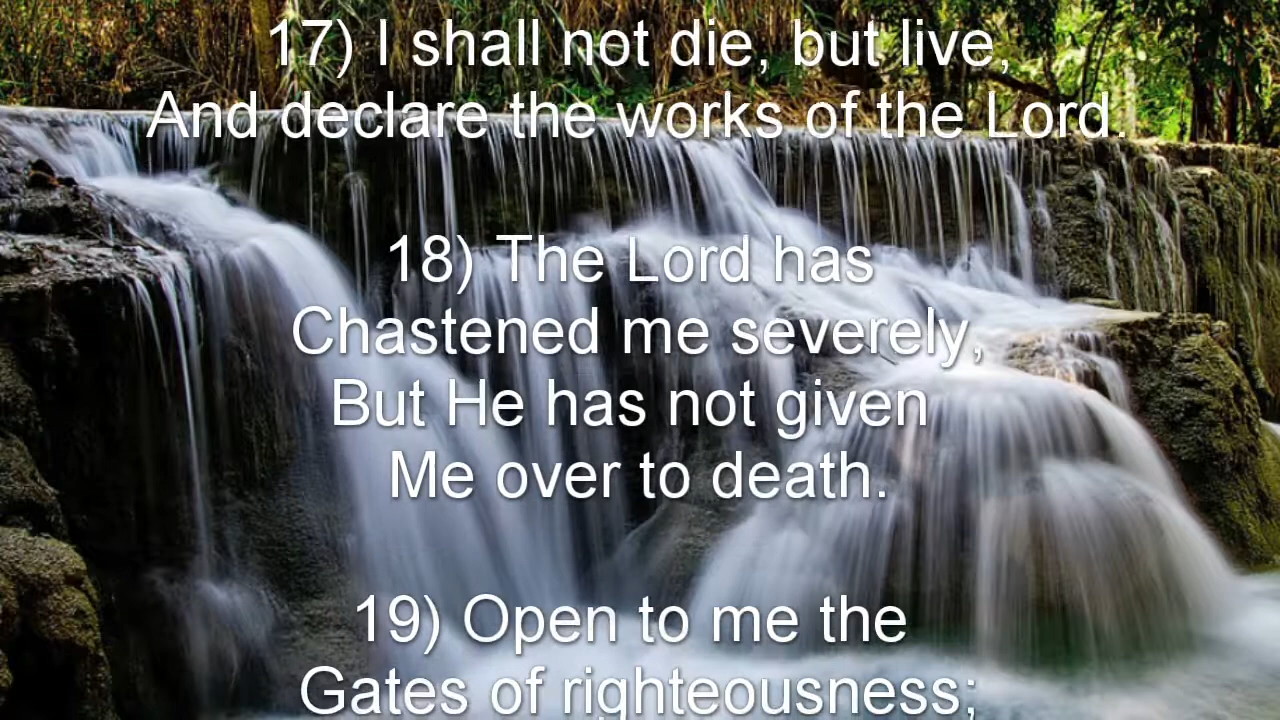 17) I shall not die, but live,
And declare the works of the Lord.
18) The Lord has
Chastened me severely,
But He has not given
Me over to death.
19) Open to me the
Gates of righteousness;